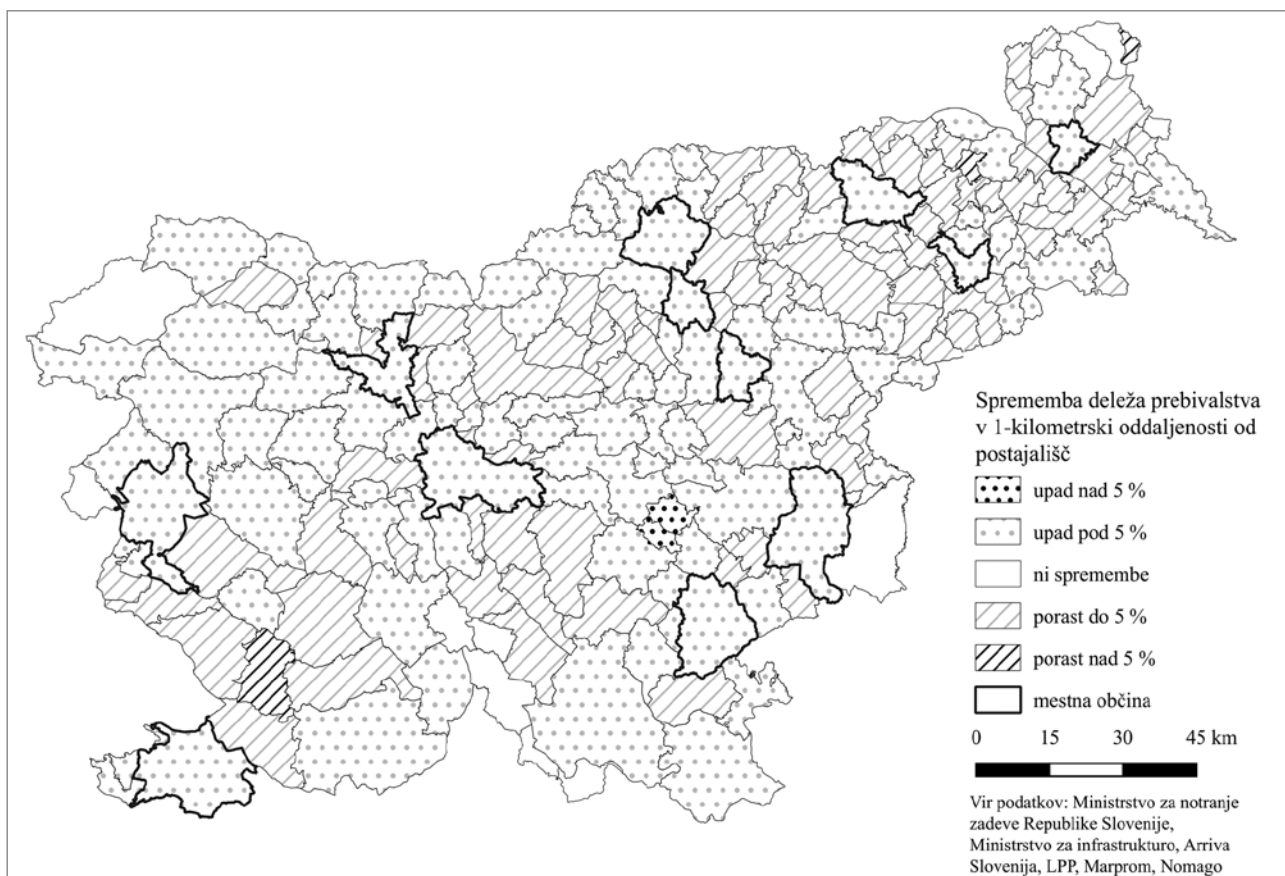 Sprememba deleža prebivalstva
v 1-kilometrski oddaljenosti od
postajališč
upad nad 5 %
upad pod 5 %
ni spremembe
porast do 5 %
porast nad 5 %
mestna občina
0 15 30 45 km
Vir podatkov: Ministrstvo za notranje
zadeve Republike Slovenije,
Ministrstvo za infrastrukturo, Arriva
Slovenija, LPP, Marprom, Nomago